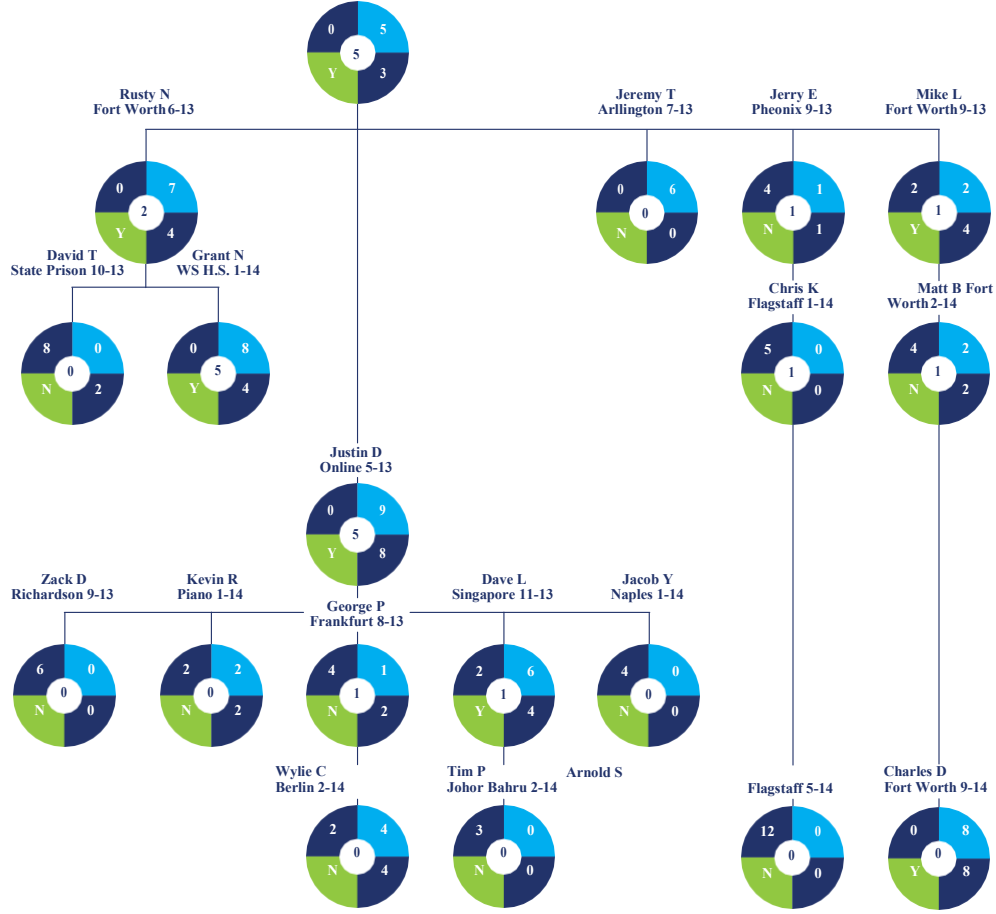 0 5
5
Y 3
Rusty N
Fort Worth 6-13
Jeremy T
Arllington 7-13
Jerry E
Pheonix 9-13
Mike L
Fort Worth 9-13
0 7
2
Y 4
0 6
0
N 0
4 1
1
N 1
2 2
1
Y 4
David T
State Prison 10-13
Grant N
WS H.S. 1-14
Chris K
Flagstaff 1-14
Matt B Fort
Worth 2-14
8 0
0
N 2
0 8
5
Y 4
5 0
1
N 0
4 2
1
N 2
Justin D
Online 5-13
0 9
5
Y 8
Zack D
Richardson 9-13
Kevin R
Piano 1-14
George P
Frankfurt 8-13
Dave L
Singapore 11-13
Jacob Y
Naples 1-14
6 0
0
N 0
2 2
0
N 2
4 1
1
N 2
2 6
1
Y 4
4 0
0
N 0
Wylie C
Berlin 2-14
Tim P
Johor Bahru 2-14
Arnold S
Flagstaff 5-14
Charles D
Fort Worth 9-14
2 4
0
N 4
3 0
0
N 0
12 0
0
N 0
0 8
0
Y 8